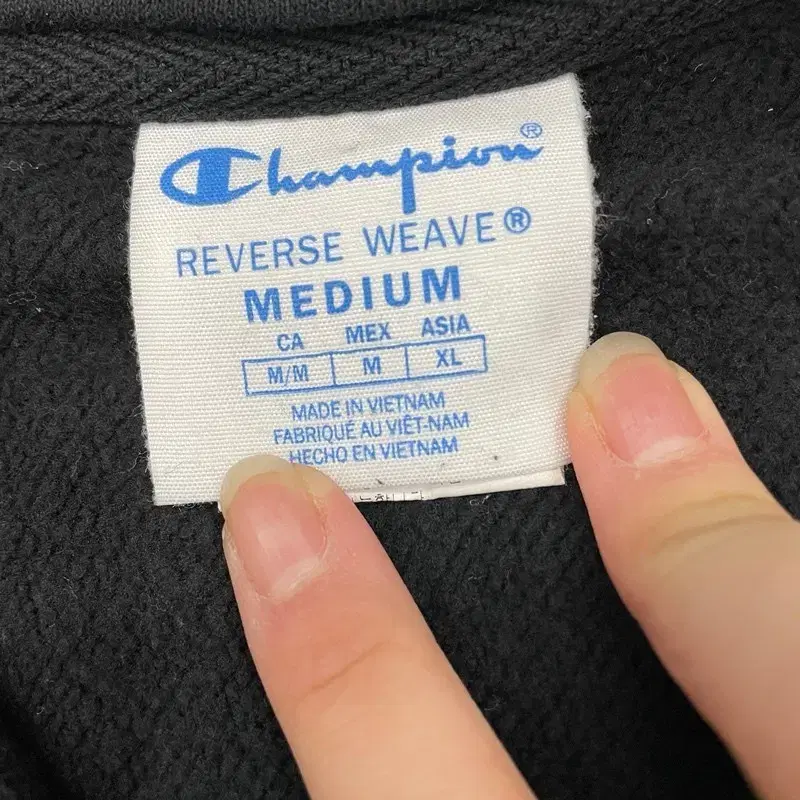 Champion®
REVERSE WEAVE®
MEDIUM
CA MEX ASIA
M/M M XL
MADE IN VIETNAM
FABRIQUÉ AU VIÊT-NAM
HECHO EN VIETNAM